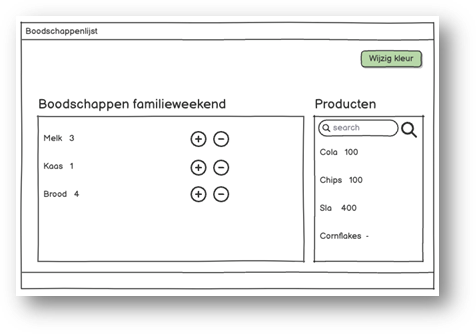 Boodschappenlijst
Wijzig kleur
Boodschappen familieweekend
Melk 3
Kaas 1
Brood 4
Producten
search
Cola 100
Chips 100
Sla 400
Cornflakes -